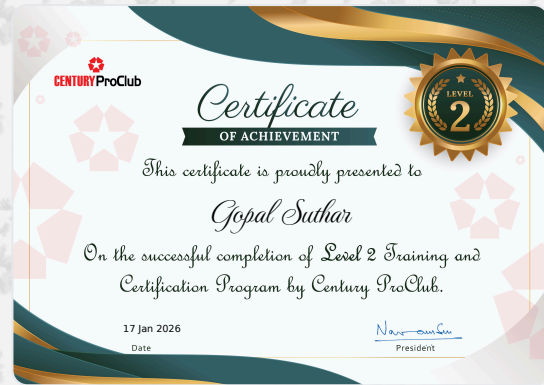 CENTURY ProClub
LEVEL
2
Certificate
OF ACHIEVEMENT
This certificate is proudly presented to
Gopal Suthar
On the successful completion of Level 2 Training and
Certification Program by Century ProClub.
17 Jan 2026
Date
President